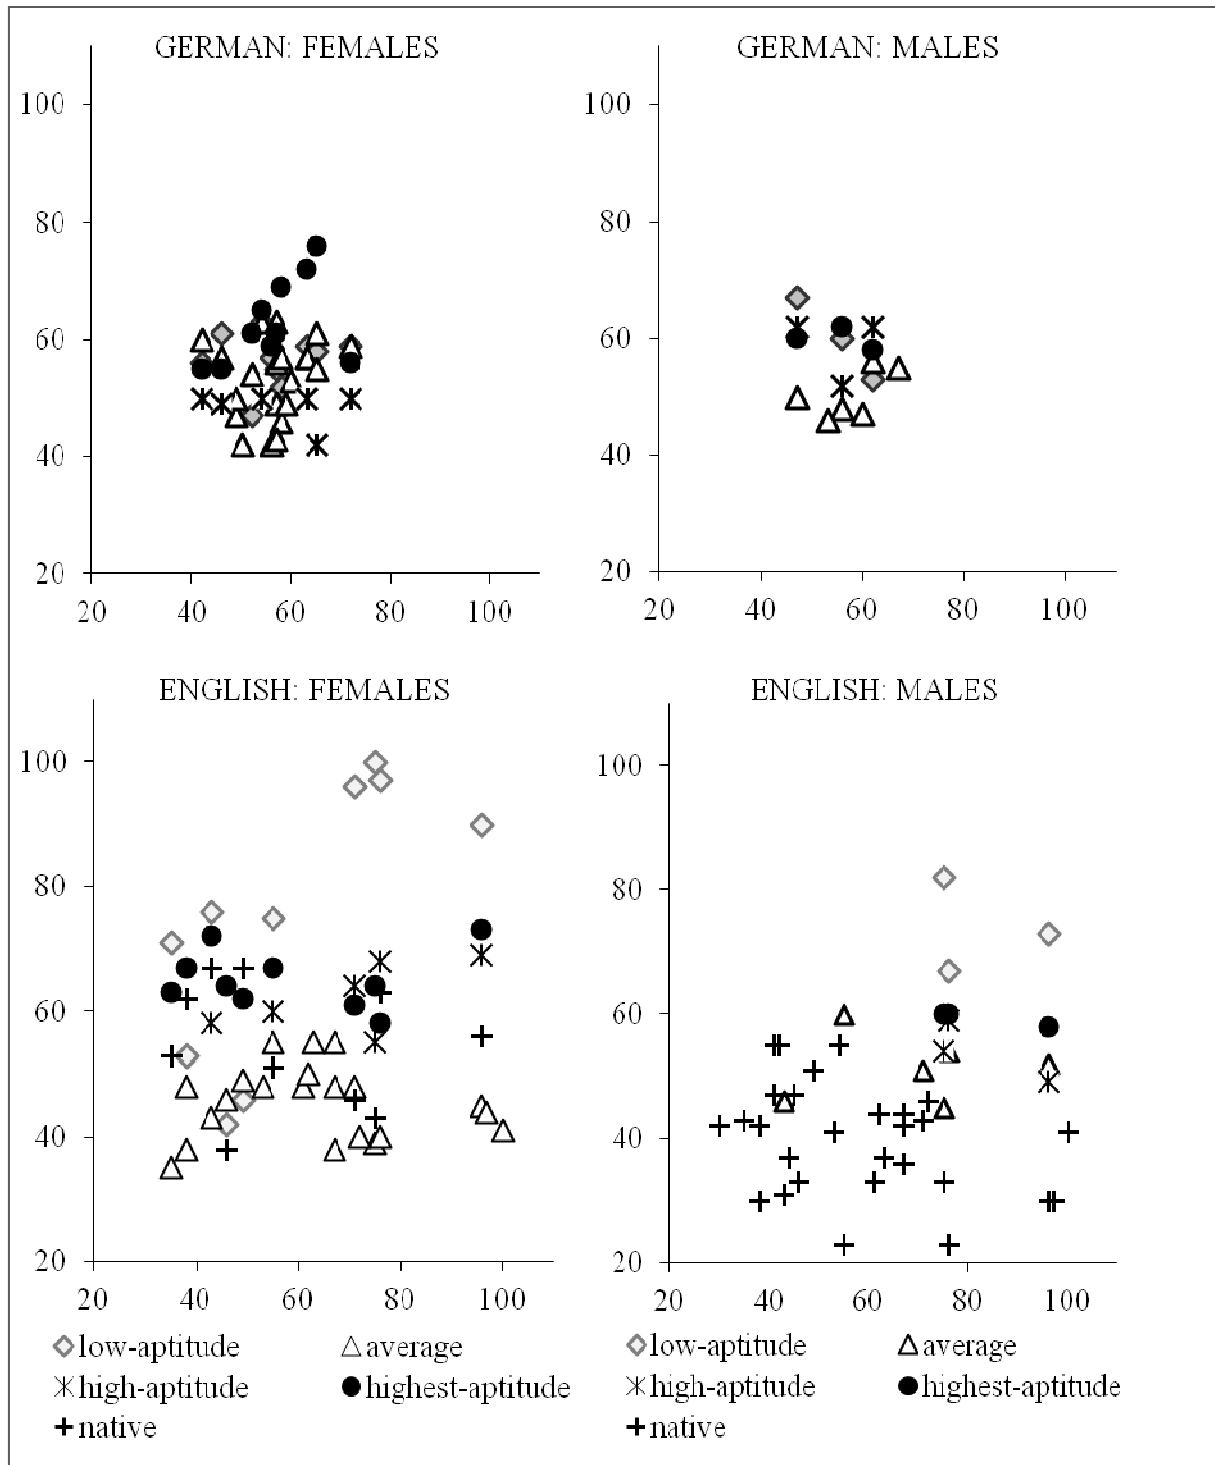 GERMAN: FEMALES
100
80
60
40
20
20 40 60 80 100
GERMAN: MALES
100
80
60
40
20
20 40 60 80 100
ENGLISH: FEMALES
100
80
60
40
20
20 40 60 80 100
low-aptitude average
high-aptitude highest-aptitude
native
ENGLISH: MALES
100
80
60
40
20
20 40 60 80 100
low-aptitude average
high-aptitude highest-aptitude
native